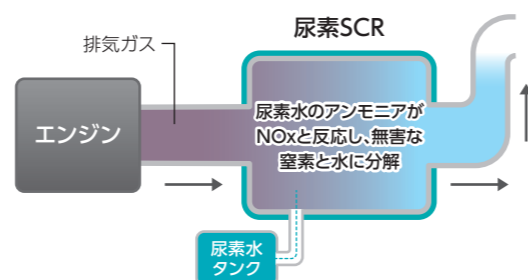 尿素SCR
排気ガス
エンジン
尿素水のアンモニアが
NOxと反応し、無害な
窒素と水に分解
尿素水
タンク